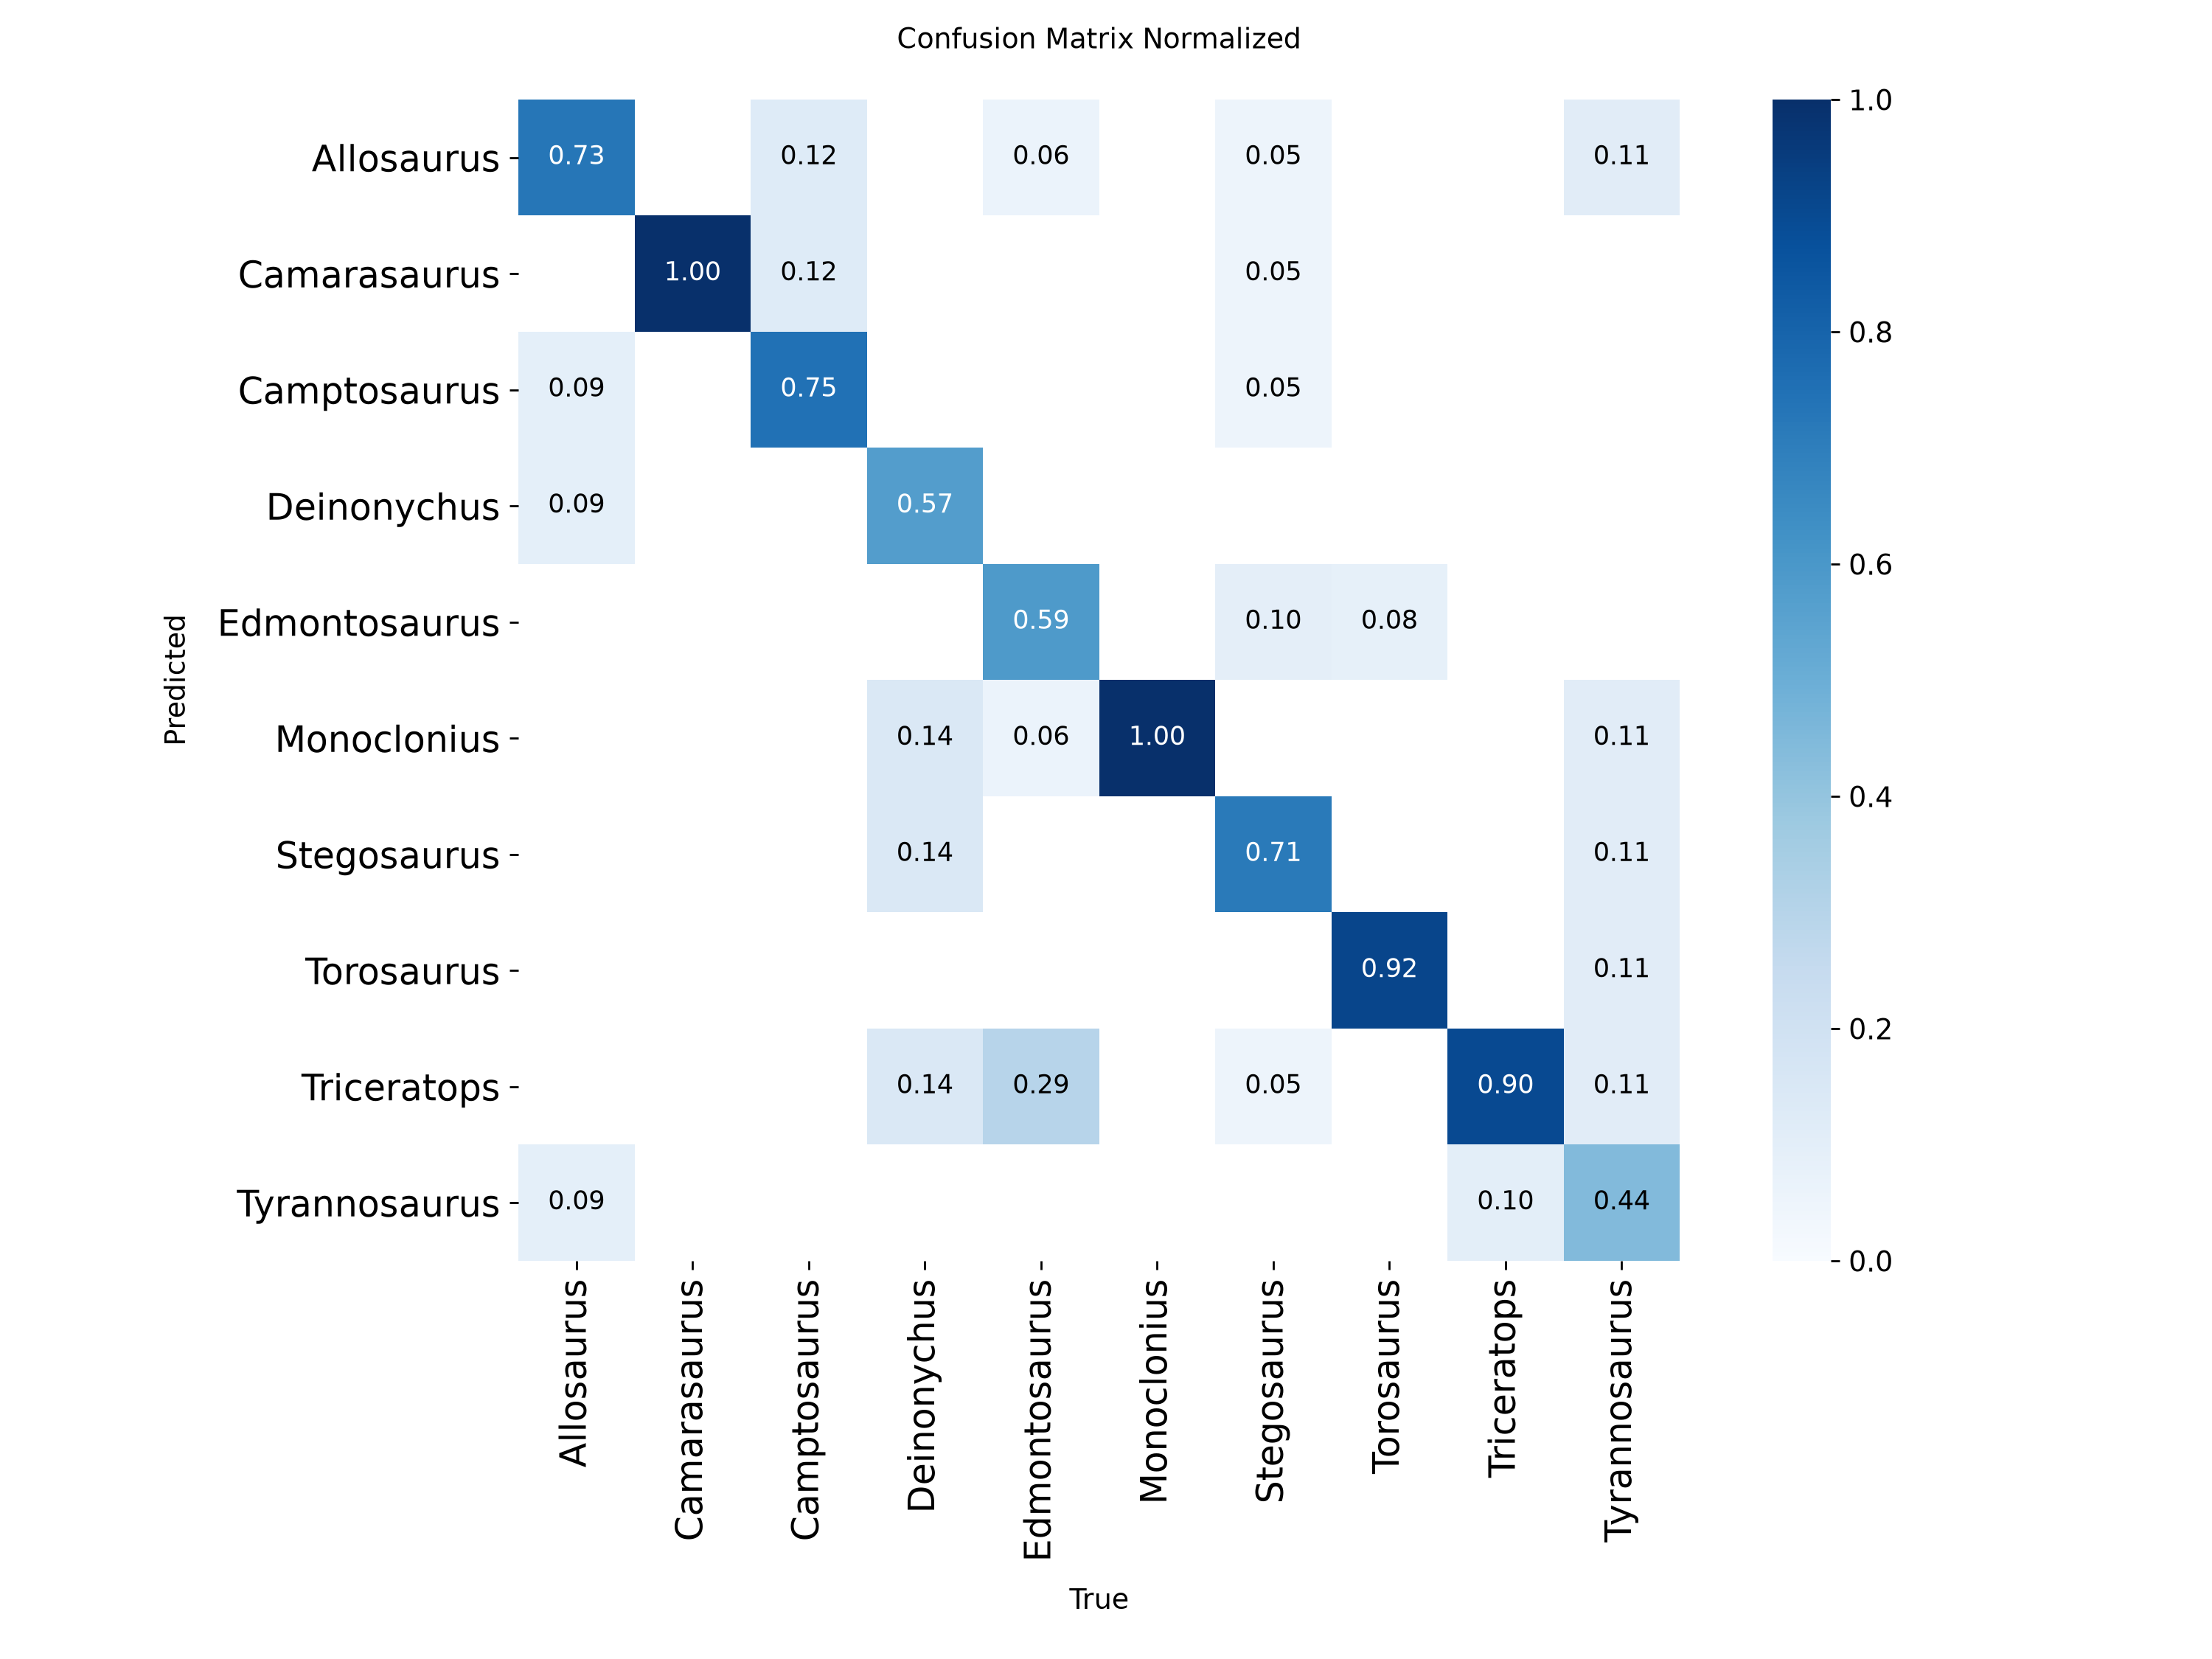 Confusion Matrix Normalized
1.0
Allosaurus 0.73 0.12 0.06 0.05 0.11
Camarasaurus 1.00 0.12 0.05
0.8
Camptosaurus 0.09 0.75 0.05
Deinonychus 0.09 0.57
0.6
Edmontosaurus 0.59 0.10 0.08
Predicted
Monoclonius 0.14 0.06 1.00 0.11
0.4
Stegosaurus 0.14 0.71 0.11
Torosaurus 0.92 0.11
0.2
Triceratops 0.14 0.29 0.05 0.90 0.11
Tyrannosaurus 0.09 0.10 0.44
0.0
Allosaurus
Camarasaurus
Camptosaurus
Deinonychus
Edmontosaurus
Monoclonius
Stegosaurus
Torosaurus
Triceratops
Tyrannosaurus
True